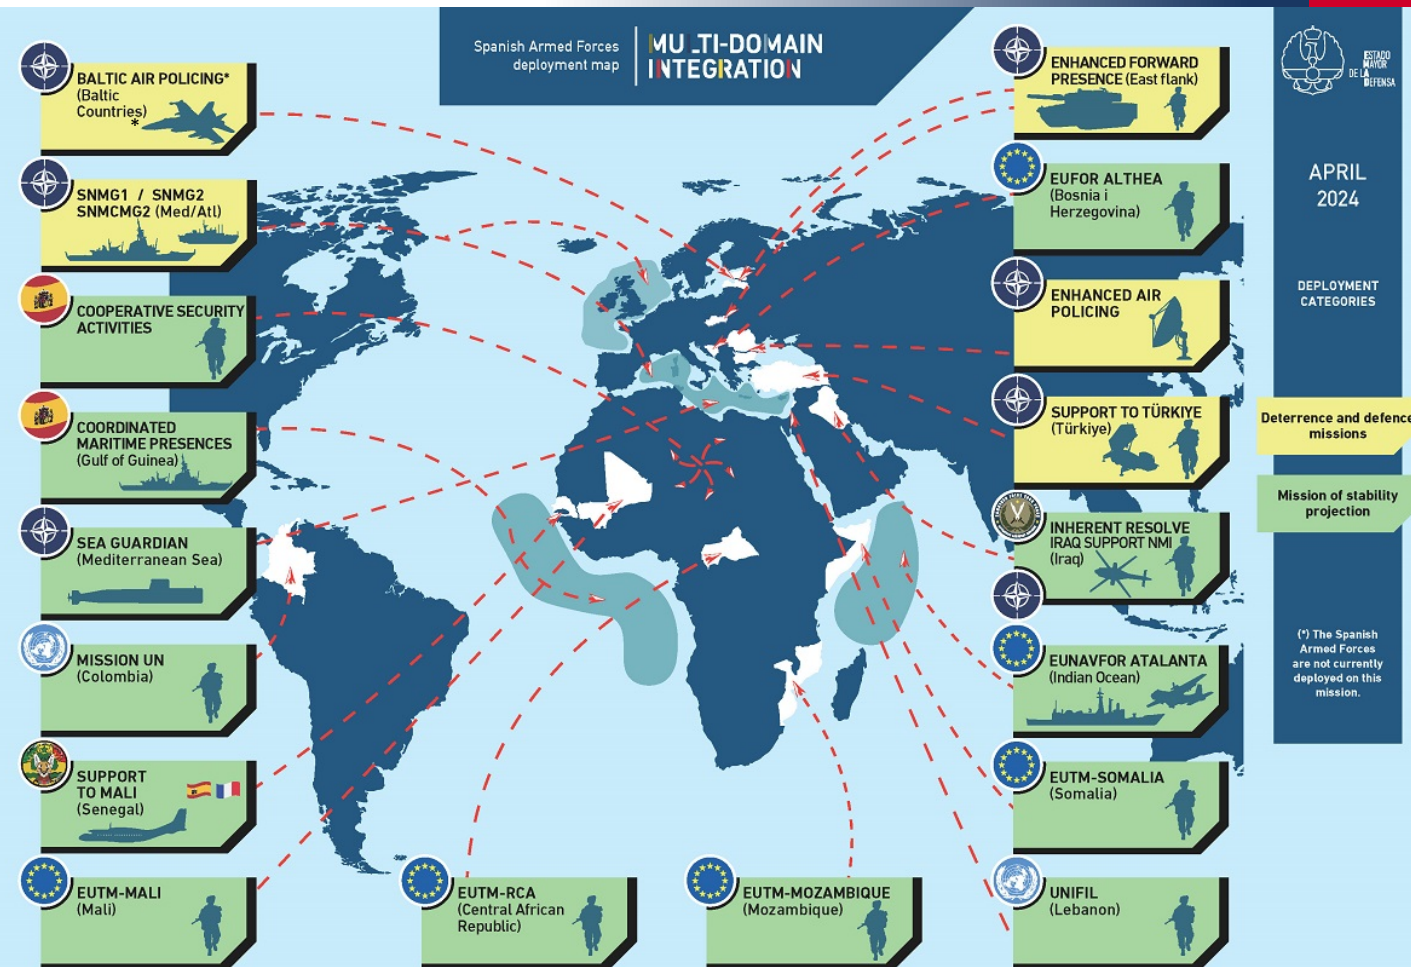 Spanish Armed Forces
deployment map
MULTI-DOMAIN
INTEGRATION
BALTIC AIR POLICING*
(Baltic
Countries)
*
SNMG1 / SNMG2
SNMCMG2 (Med/Atl)
COOPERATIVE SECURITY
ACTIVITIES
COORDINATED
MARITIME PRESENCES
(Gulf of Guinea)
SEA GUARDIAN
(Mediterranean Sea)
MISSION UN
(Colombia)
SUPPORT
TO MALI
(Senegal)
EUTM-MALI
(Mali)
EUTM-RCA
(Central African
Republic)
EUTM-MOZAMBIQUE
(Mozambique)
ENHANCED FORWARD
PRESENCE (East flank)
EUFOR ALTHEA
(Bosnia i
Herzegovina)
ENHANCED AIR
POLICING
SUPPORT TO TÜRKIYE
(Türkiye)
INHERENT RESOLVE
IRAQ SUPPORT NMI
(Iraq)
EUNAVFOR ATALANTA
(Indian Ocean)
EUTM-SOMALIA
(Somalia)
UNIFIL
(Lebanon)
ESTADO
MAYOR
DE LA
DEFENSA
APRIL
2024
DEPLOYMENT
CATEGORIES
Deterrence and defence
missions
Mission of stability
projection
(*) The Spanish
Armed Forces
are not currently
deployed on this
mission.